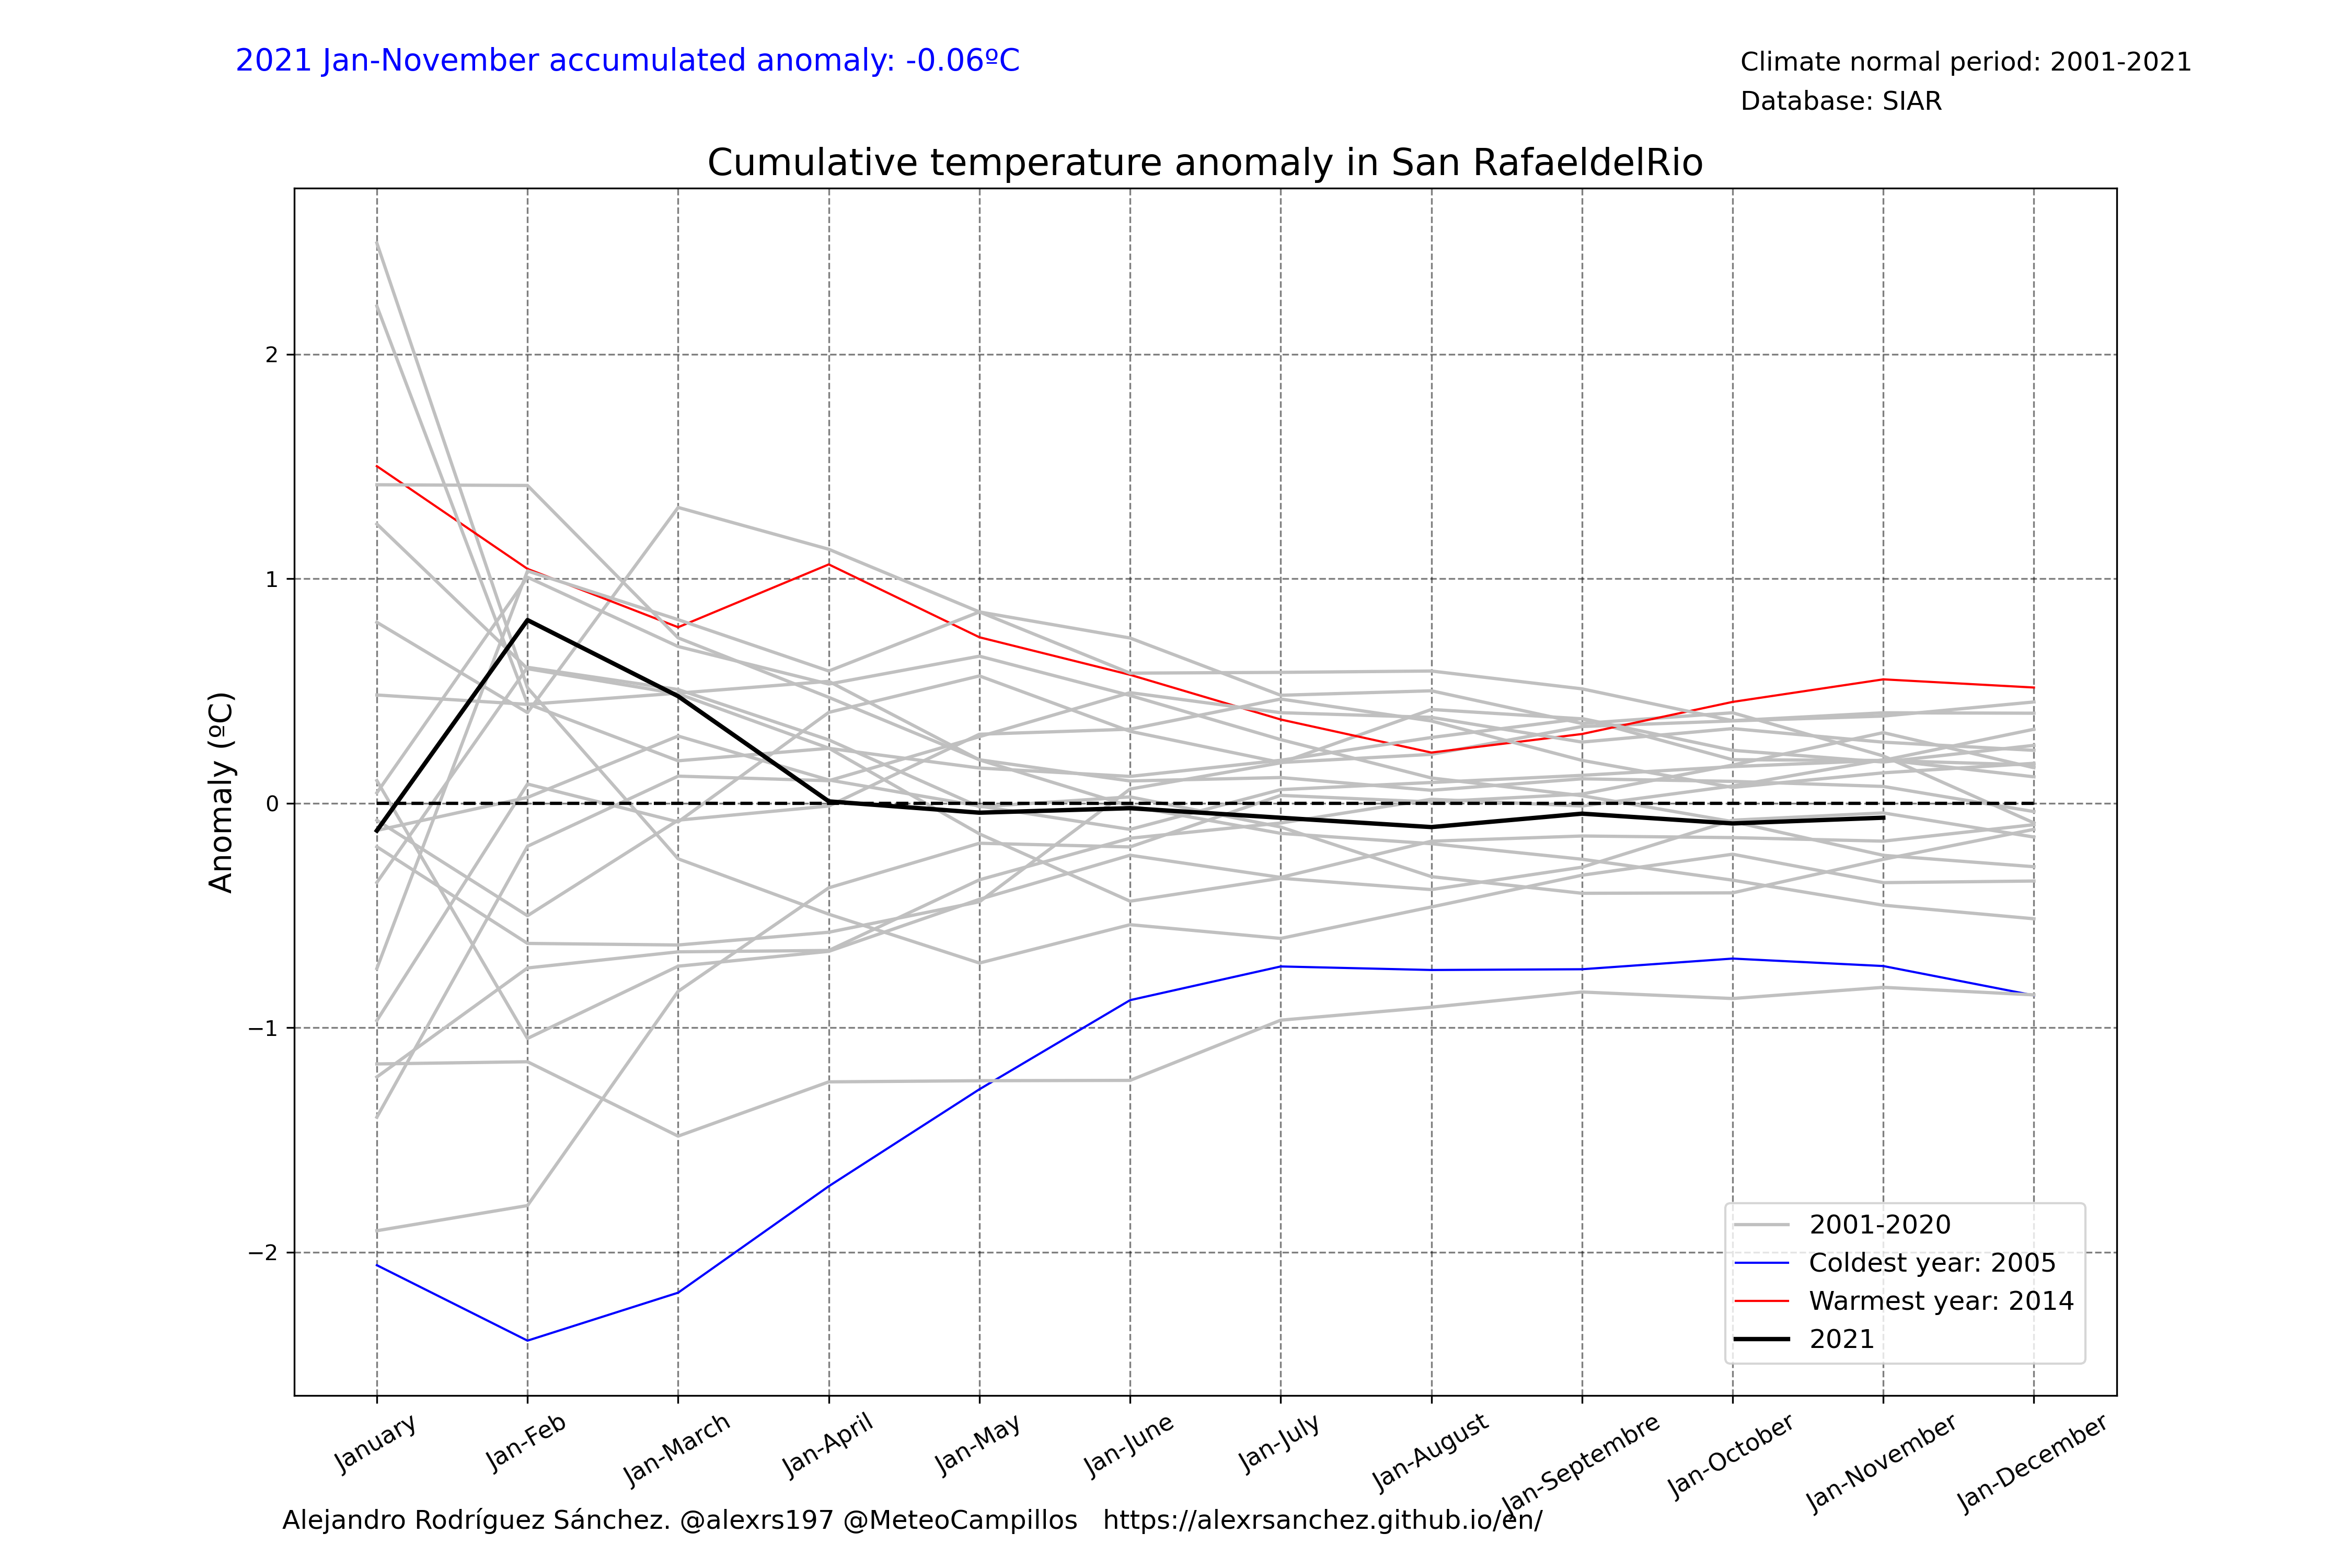 2021 Jan-November accumulated anomaly: -0.06ºC
Climate normal period: 2001-2021
Database: SIAR
Cumulative temperature anomaly in San RafaeldelRio
Anomaly (ºC)
2
1
0
−1
−2
2001-2020
Coldest year: 2005
Warmest year: 2014
2021
January
Jan-Feb
Jan-March
Jan-April
Jan-May
Jan-June
Jan-July
Jan-August
Jan-Septembre
Jan-October
Jan-November
Jan-December
Alejandro Rodríguez Sánchez. @alexrs197 @MeteoCampillos   https://alexrsanchez.github.io/en/